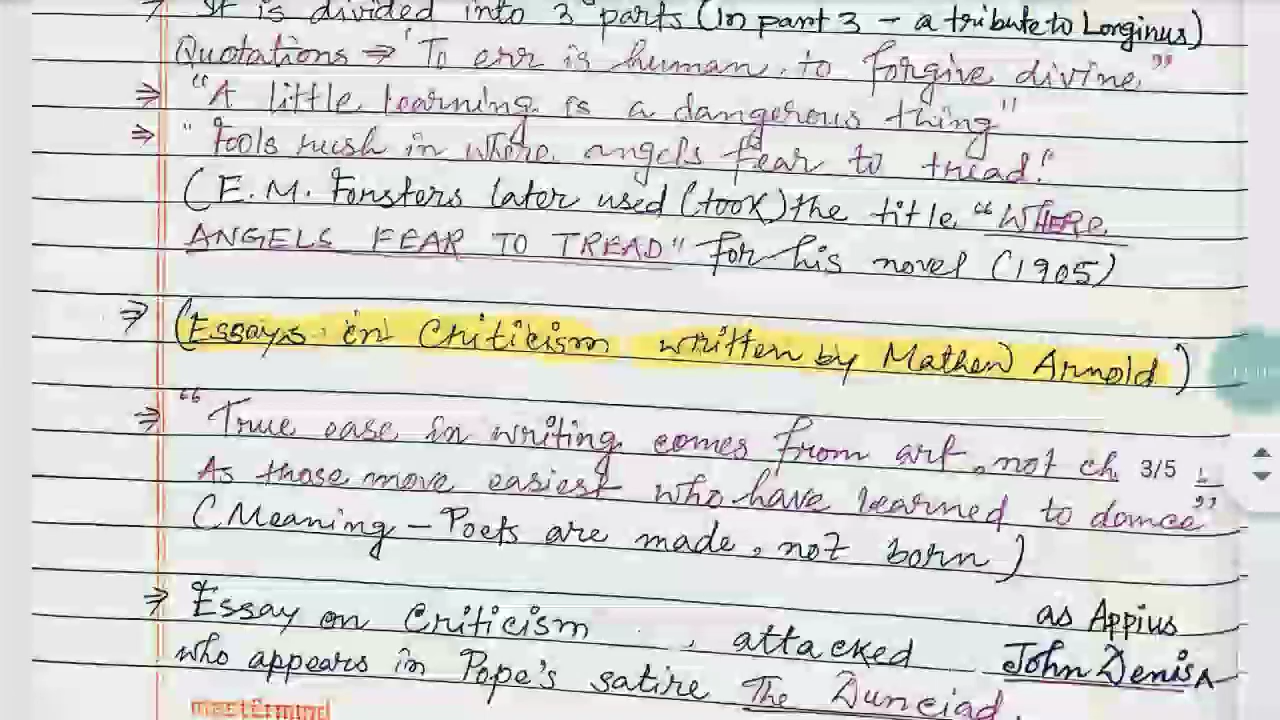 ⇒ It is divided into 3 parts (In part 3 - a tribute to Longinus)
Quotations ⇒ "To err is human, to forgive divine."
⇒ "A little learning is a dangerous thing"
⇒ "fools rush in where angels fear to tread."
(E.M. Forsters later used (took) the title "WHERE
ANGELS FEAR TO TREAD" for his novel (1905)
⇒ (Essays in Criticism written by Mathew Arnold)
⇒ "True ease in writing comes from art, not ch
3/5
As those move easiest who have learned to dance"
(Meaning - Poets are made, not born)
as Appius
⇒ Essay on Criticism, attacked John Denis
who appears in Pope's satire The Dunciad.
mastermind